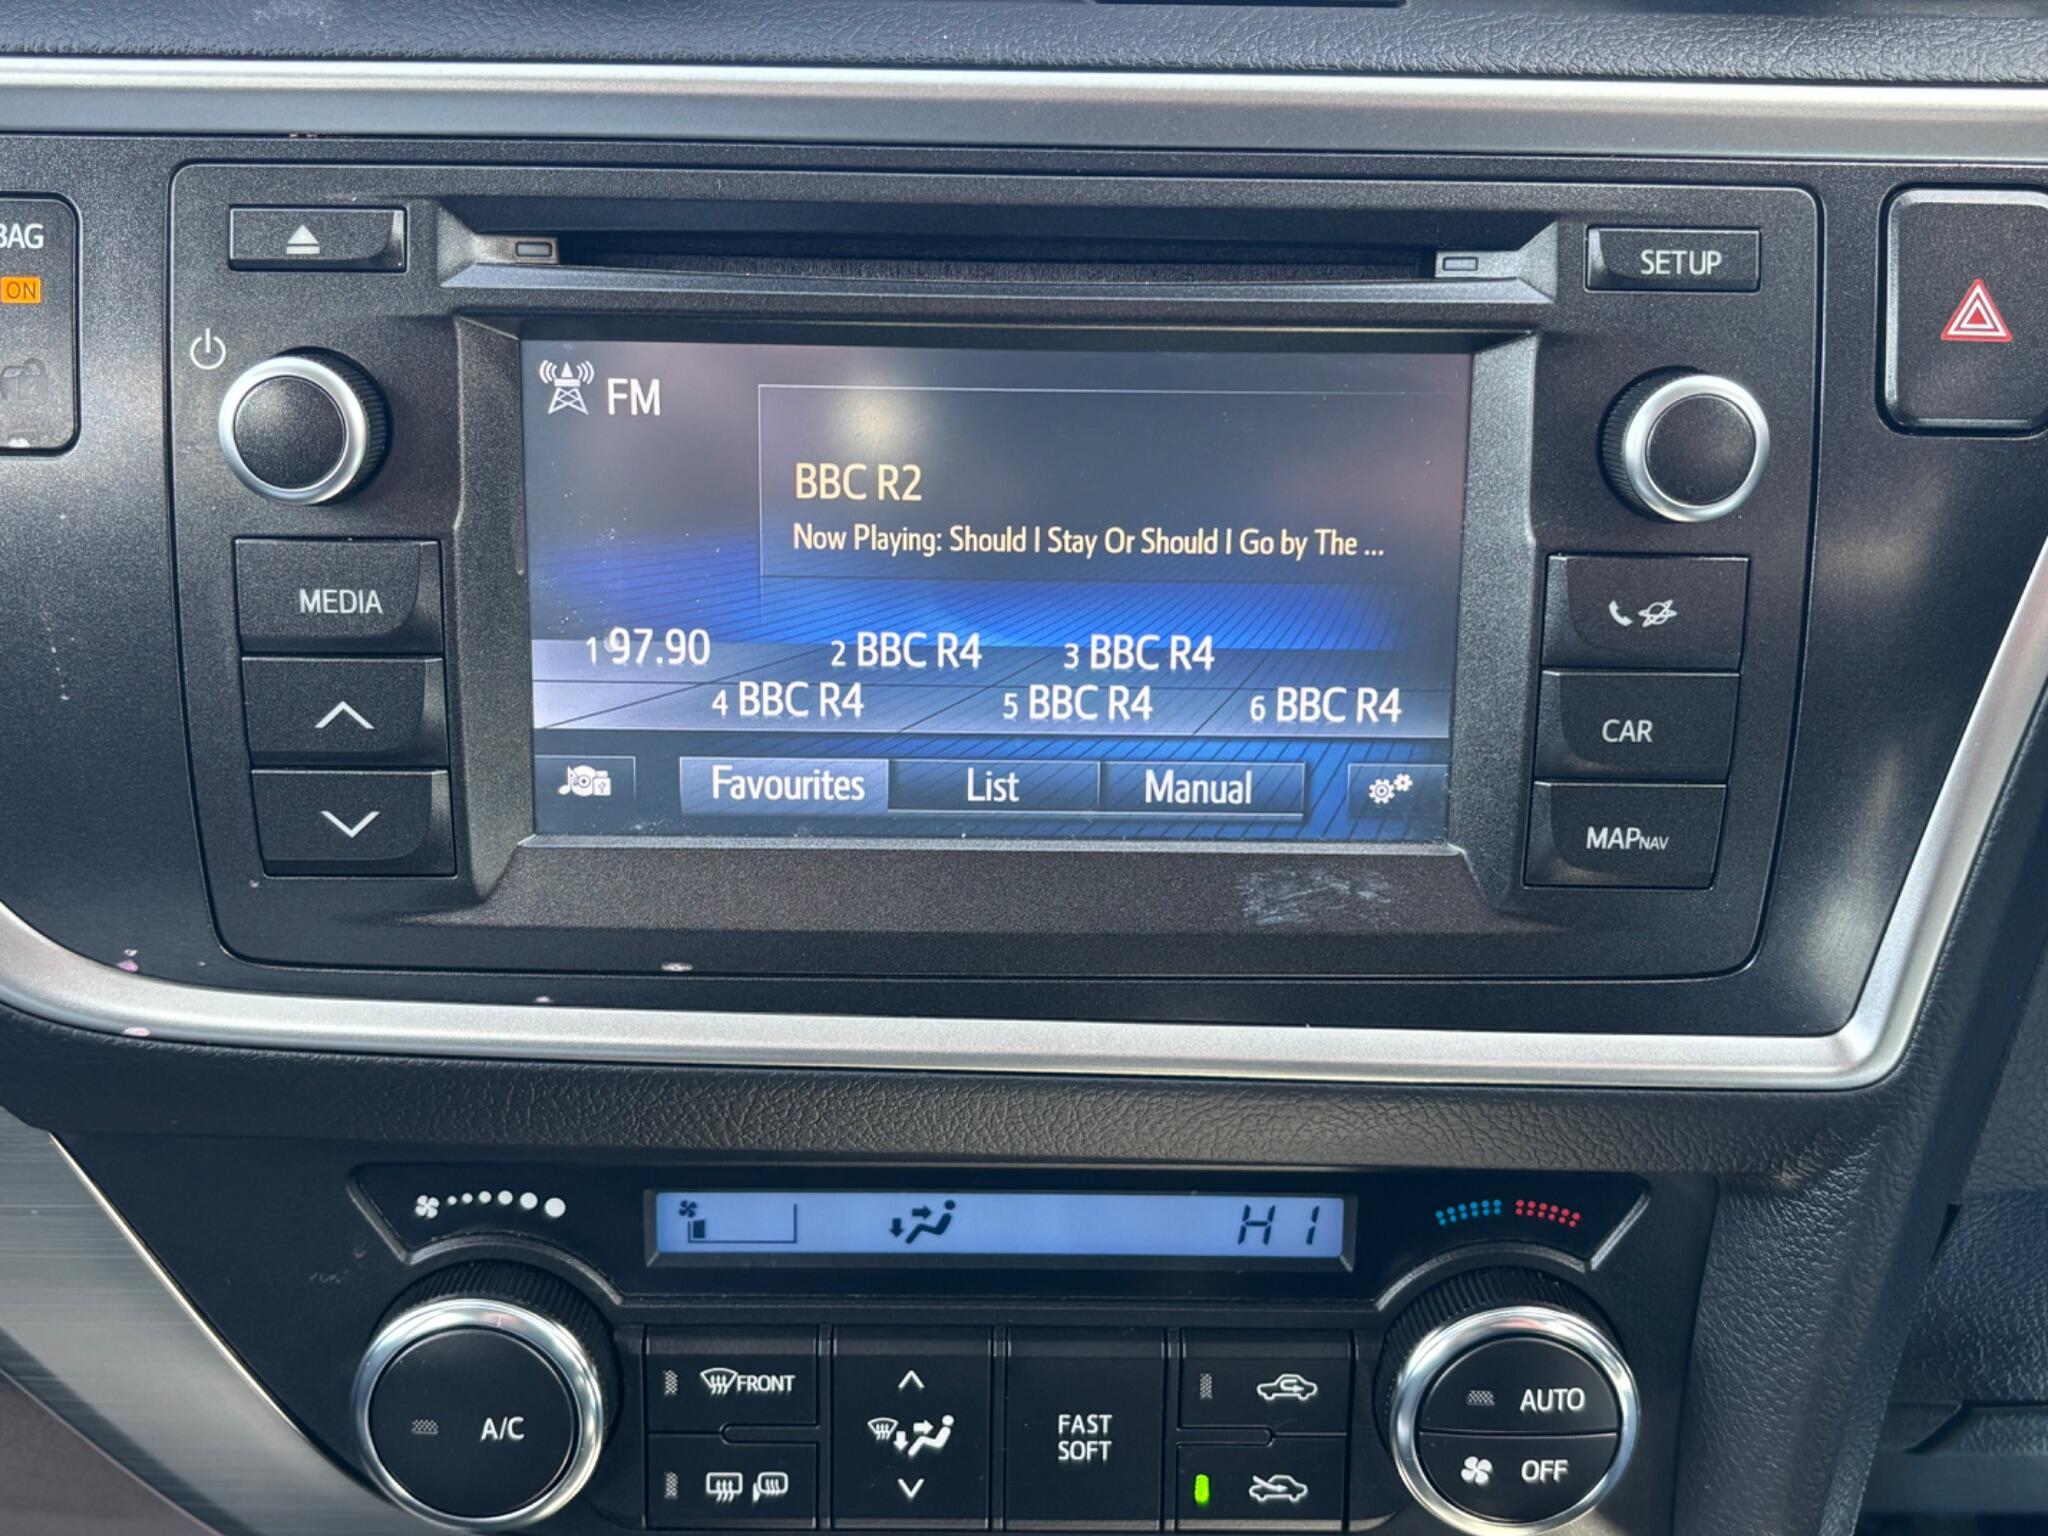 BAG
ON
SETUP
FM
BBC R2
Now Playing: Should I Stay Or Should I Go by The ...
MEDIA
1 97.90 2 BBC R4 3 BBC R4
4 BBC R4 5 BBC R4 6 BBC R4
CAR
Favourites List Manual
MAP NAV
HI
FRONT
A/C
FAST
SOFT
AUTO
OFF